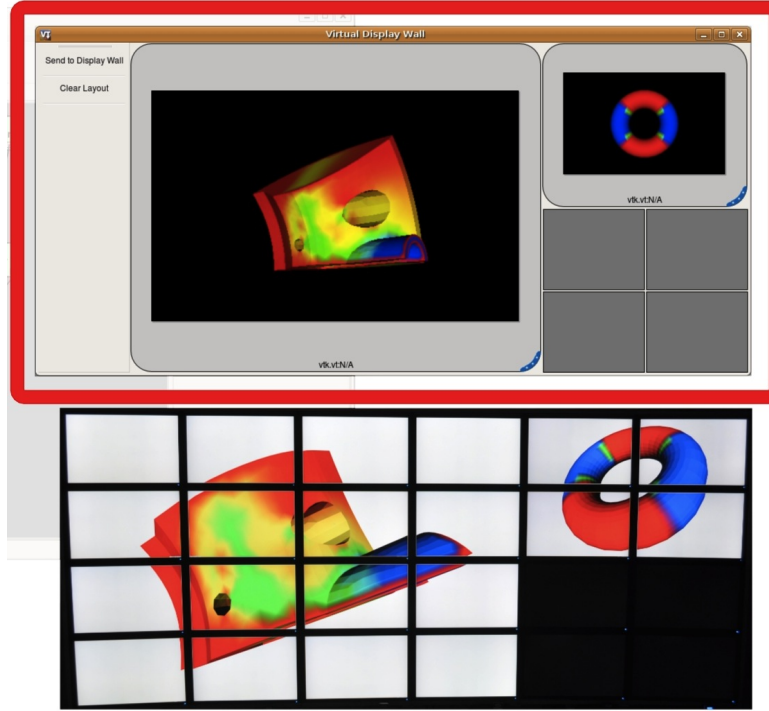 Virtual Display Wall
Send to Display Wall
Clear Layout
vtk.vt:N/A
vtk.vt:N/A